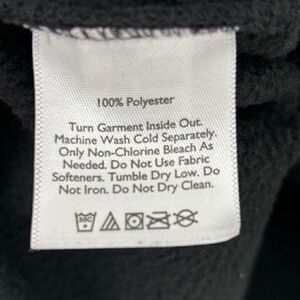 100% Polyester
Turn Garment Inside Out.
Machine Wash Cold Separately.
Only Non-Chlorine Bleach As
Needed. Do Not Use Fabric
Softeners. Tumble Dry Low. Do
Not Iron. Do Not Dry Clean.